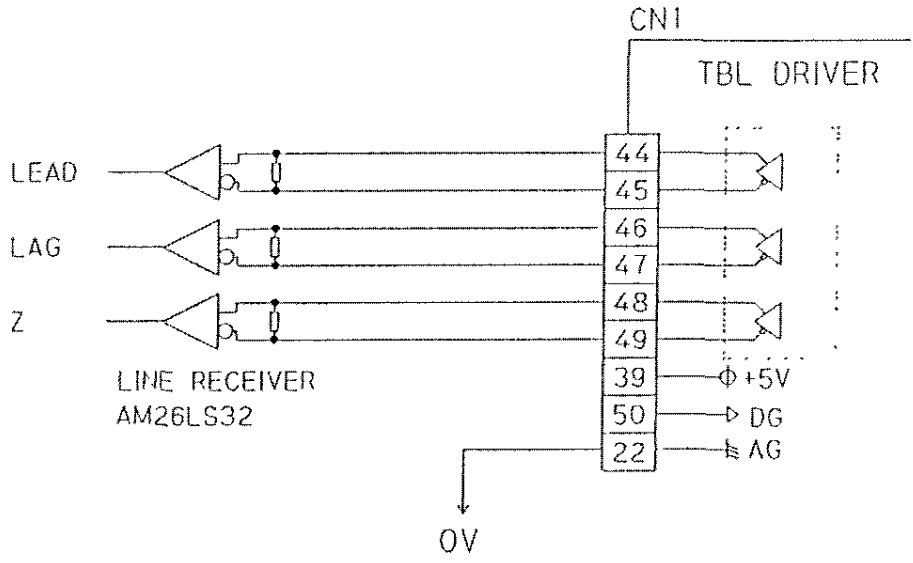 CN1
TBL DRIVER
LEAD
44
45
LAG
46
47
Z
48
49
LINE RECEIVER
AM26LS32
39
+5V
50
DG
22
AG
0V